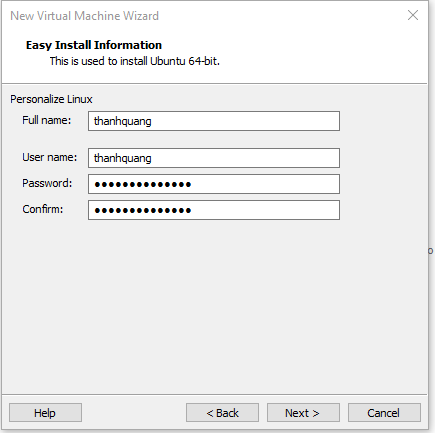 New Virtual Machine Wizard
Easy Install Information
This is used to install Ubuntu 64-bit.
Personalize Linux
Full name: thanhquang
User name: thanhquang
Password: ●●●●●●●●●●●●●●
Confirm: ●●●●●●●●●●●●●●
Help < Back Next > Cancel